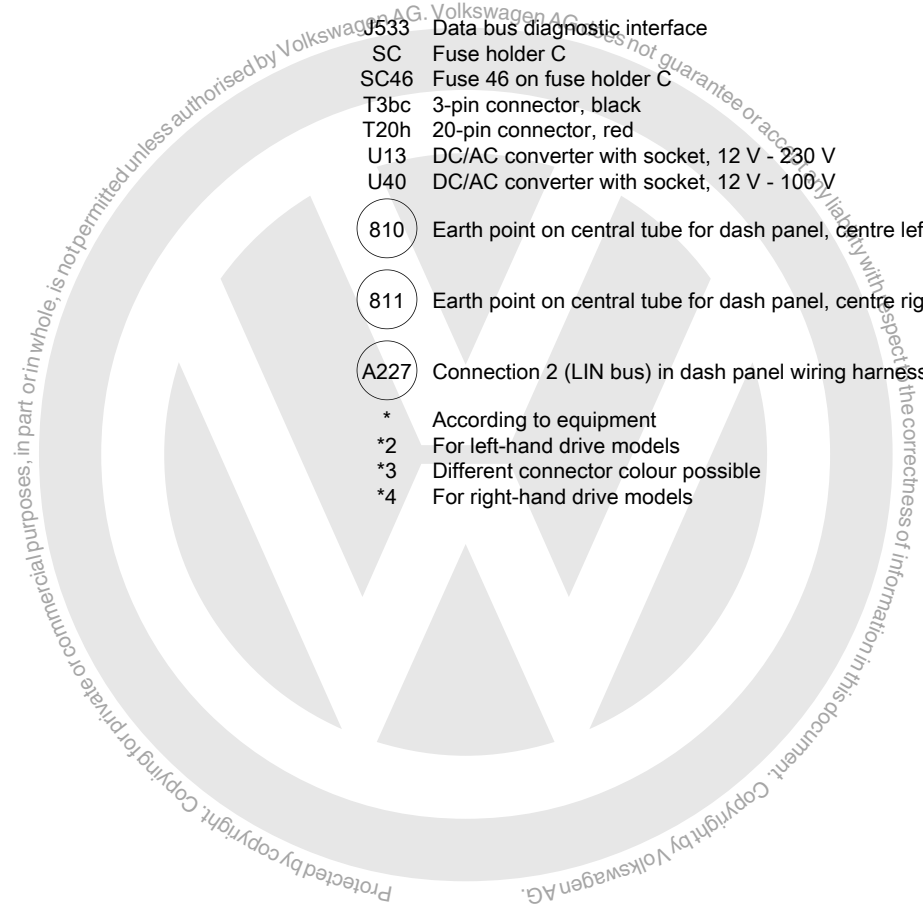 J533 Data bus diagnostic interface
SC Fuse holder C
SC46 Fuse 46 on fuse holder C
T3bc 3-pin connector, black
T20h 20-pin connector, red
U13 DC/AC converter with socket, 12 V - 230 V
U40 DC/AC converter with socket, 12 V - 100 V
810 Earth point on central tube for dash panel, centre lef
811 Earth point on central tube for dash panel, centre rig
A227 Connection 2 (LIN bus) in dash panel wiring harness
* According to equipment
*2 For left-hand drive models
*3 Different connector colour possible
*4 For right-hand drive models
Protected by copyright. Copying for private or commercial purposes, in part or in whole, is not permitted unless authorised by Volkswagen AG. Volkswagen AG does not guarantee or accept any liability with respect to the correctness of information in this document. Copyright by Volkswagen AG.